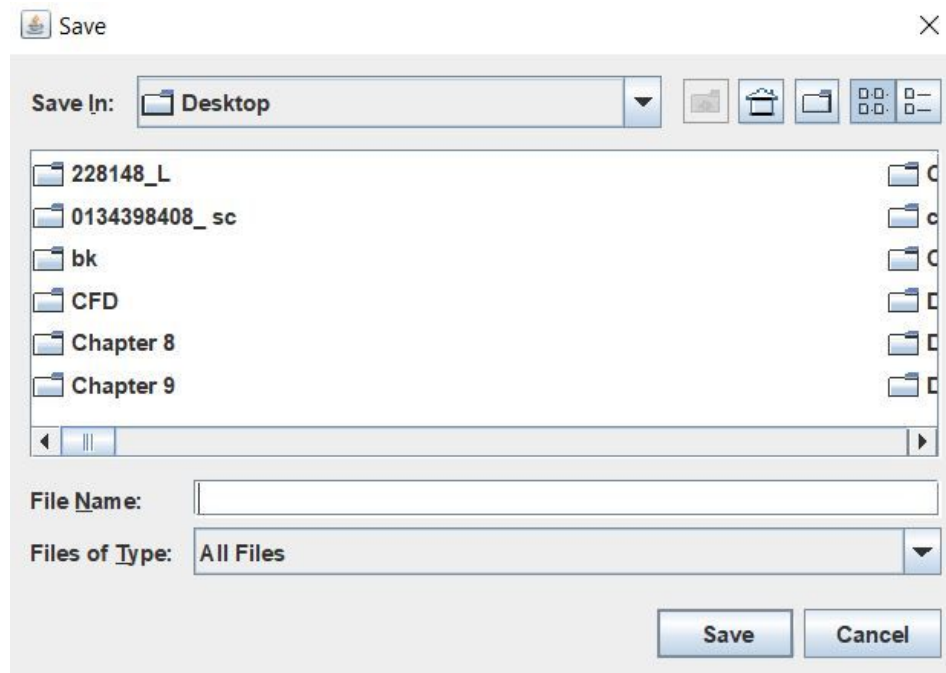 Save
Save In: Desktop
228148_L
0134398408_ sc
bk
CFD
Chapter 8
Chapter 9
File Name:
Files of Type: All Files
Save Cancel